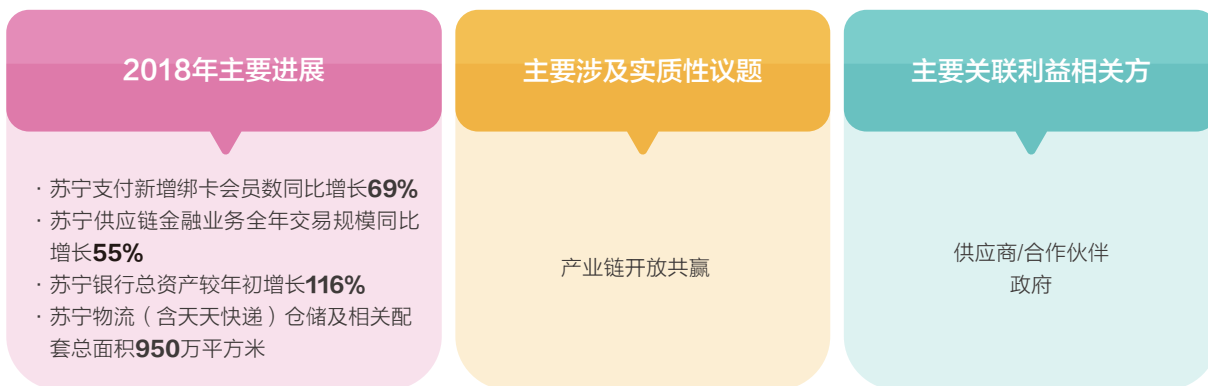 2018年主要进展
· 苏宁支付新增绑卡会员数同比增长69%
· 苏宁供应链金融业务全年交易规模同比
增长55%
· 苏宁银行总资产较年初增长116%
· 苏宁物流（含天天快递）仓储及相关配
套总面积950万平方米
主要涉及实质性议题
产业链开放共赢
主要关联利益相关方
供应商/合作伙伴
政府